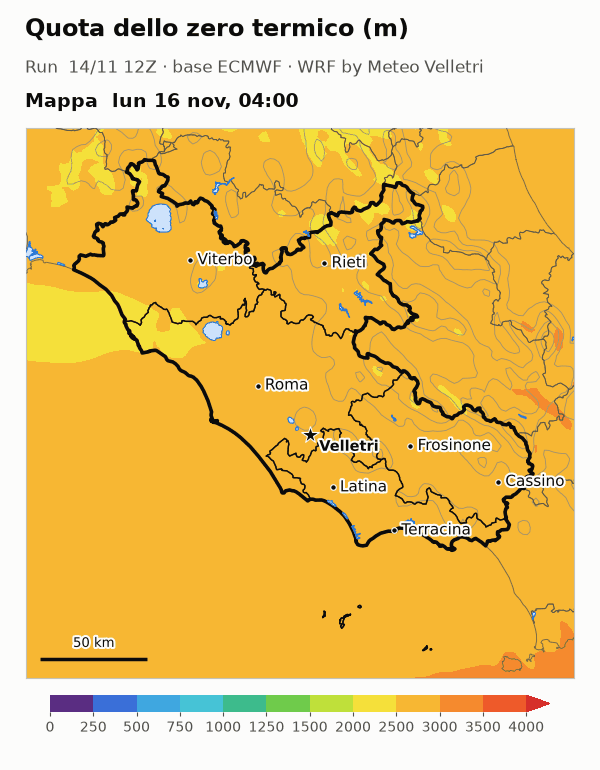 Quota dello zero termico (m)
Run  14/11 12Z · base ECMWF · WRF by Meteo Velletri
Mappa  lun 16 nov, 04:00
Viterbo
Rieti
Roma
Velletri
Frosinone
Cassino
Latina
Terracina
50 km
0 250 500 750 1000 1250 1500 2000 2500 3000 3500 4000